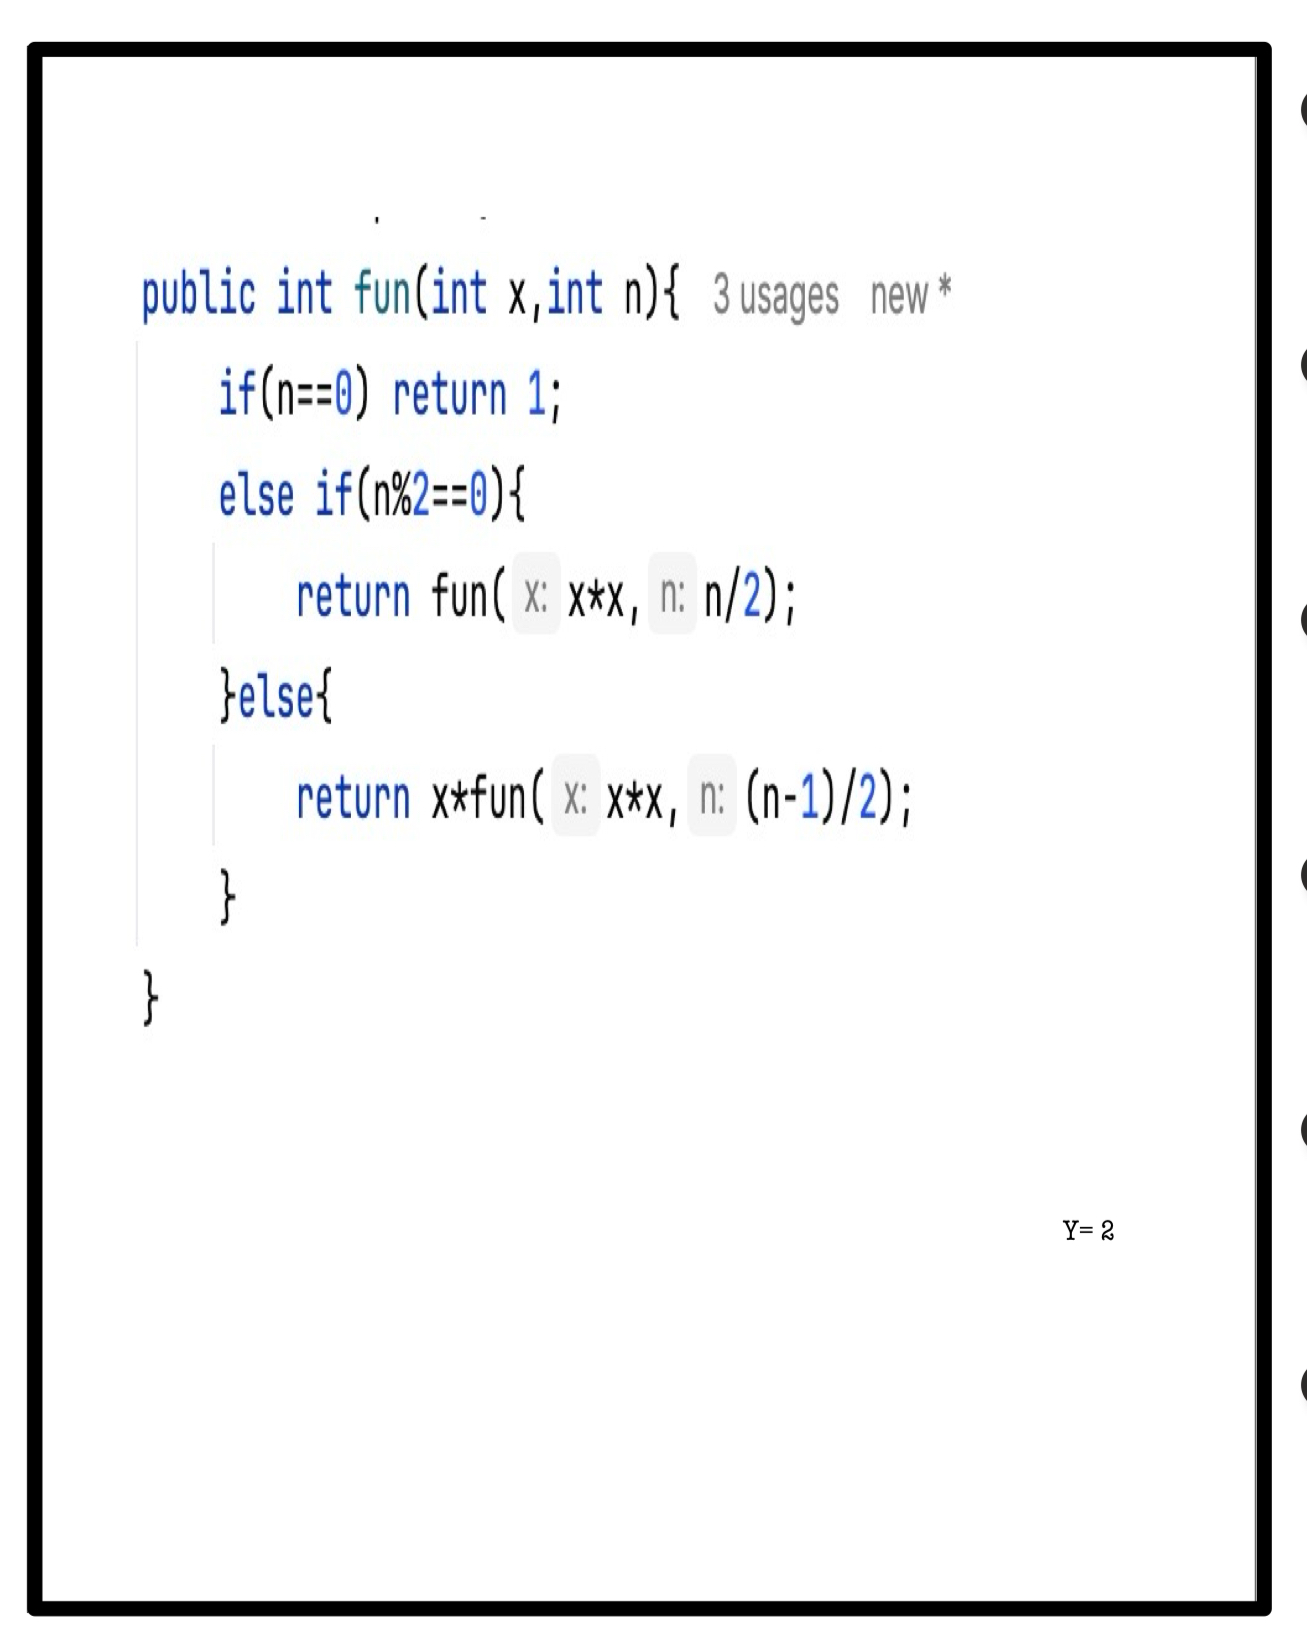 public int fun(int x,int n){ 3 usages new *
if(n==0) return 1;
else if(n%2==0){
return fun( x: x*x, n: n/2);
}else{
return x*fun( x: x*x, n: (n-1)/2);
}
}
Y= 2